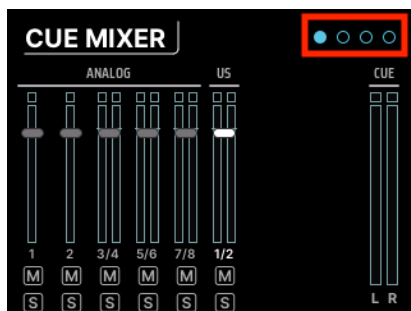 CUE MIXER
ANALOG US CUE
1 2 3/4 5/6 7/8 1/2
M M M M M M
S S S S S S L R